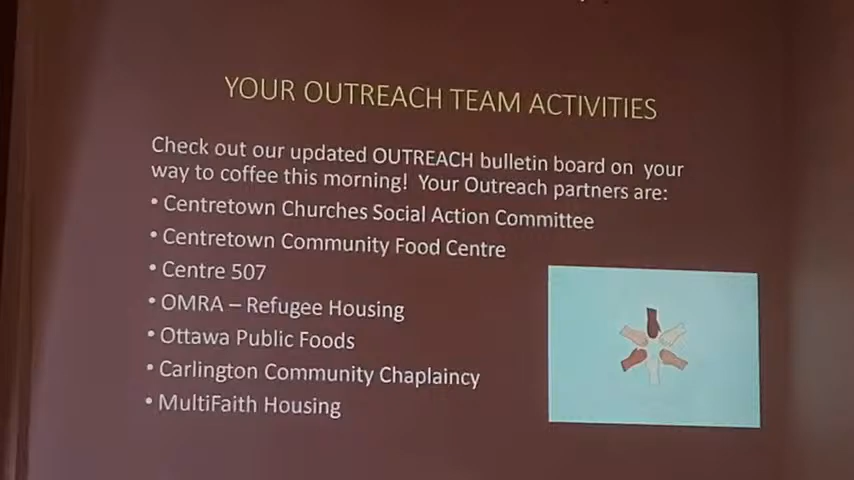 YOUR OUTREACH TEAM ACTIVITIES
Check out our updated OUTREACH bulletin board on your
way to coffee this morning! Your Outreach partners are:
• Centretown Churches Social Action Committee
• Centretown Community Food Centre
• Centre 507
• OMRA – Refugee Housing
• Ottawa Public Foods
• Carlington Community Chaplaincy
• MultiFaith Housing